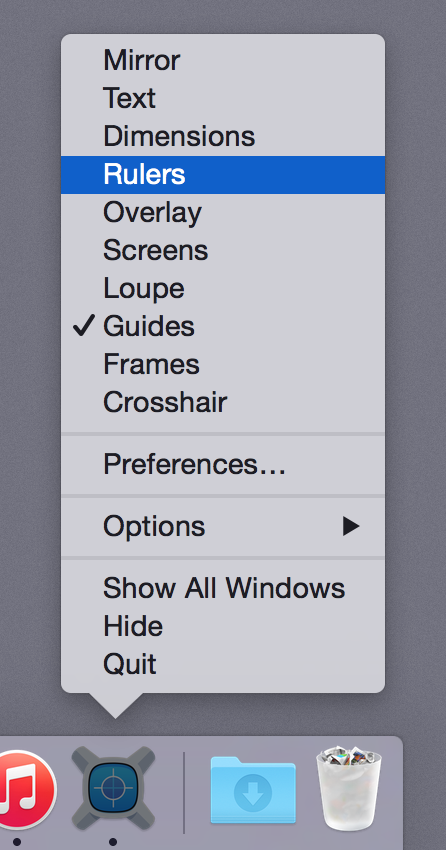 Mirror
Text
Dimensions
Rulers
Overlay
Screens
Loupe
Guides
Frames
Crosshair
Preferences…
Options
Show All Windows
Hide
Quit